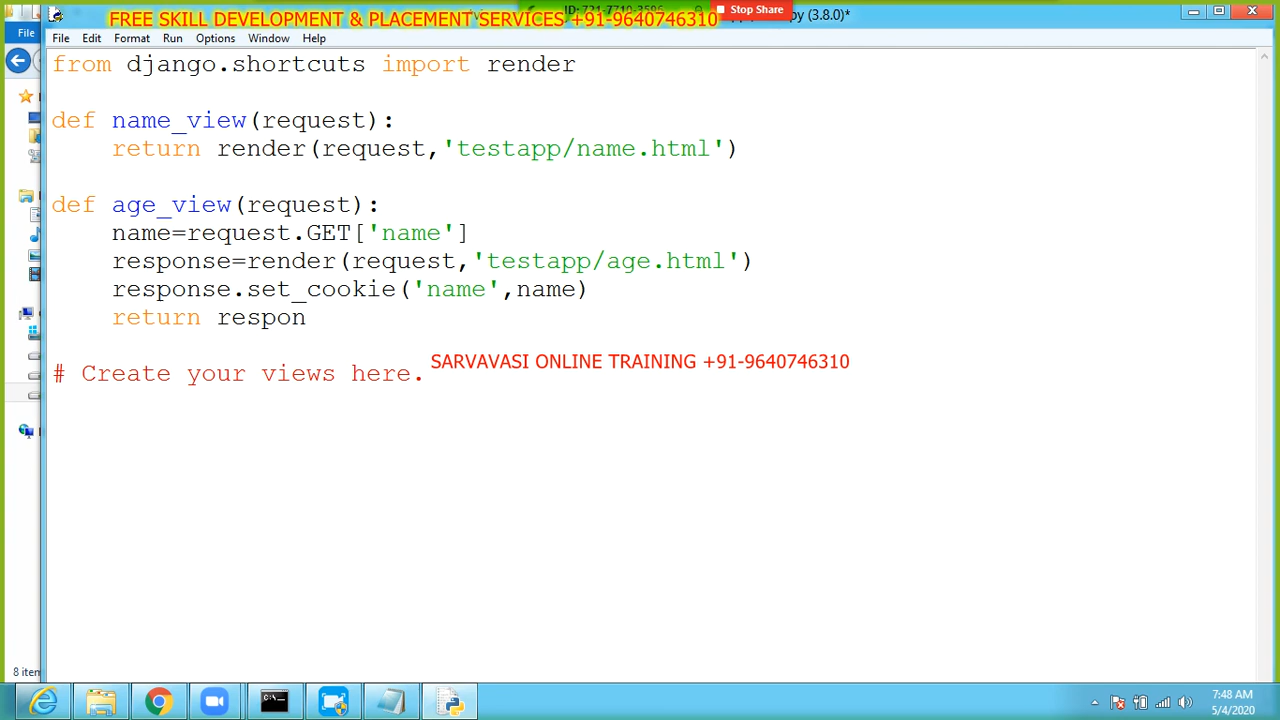 FREE SKILL DEVELOPMENT & PLACEMENT SERVICES +91-9640746310
Stop Share
py (3.8.0)*
File
File Edit Format Run Options Window Help
from django.shortcuts import render
def name_view(request):
return render(request,'testapp/name.html')
def age_view(request):
name=request.GET['name']
response=render(request,'testapp/age.html')
response.set_cookie('name',name)
return respon
SARVAVASI ONLINE TRAINING +91-9640746310
# Create your views here.
8 item
7:48 AM
5/4/2020